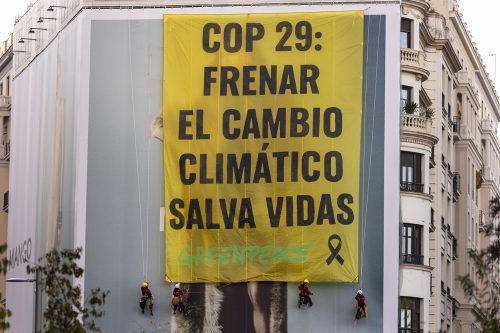 COP 29:
FRENAR
EL CAMBIO
CLIMÁTICO
SALVA VIDAS
GREENPEACE
MANGO